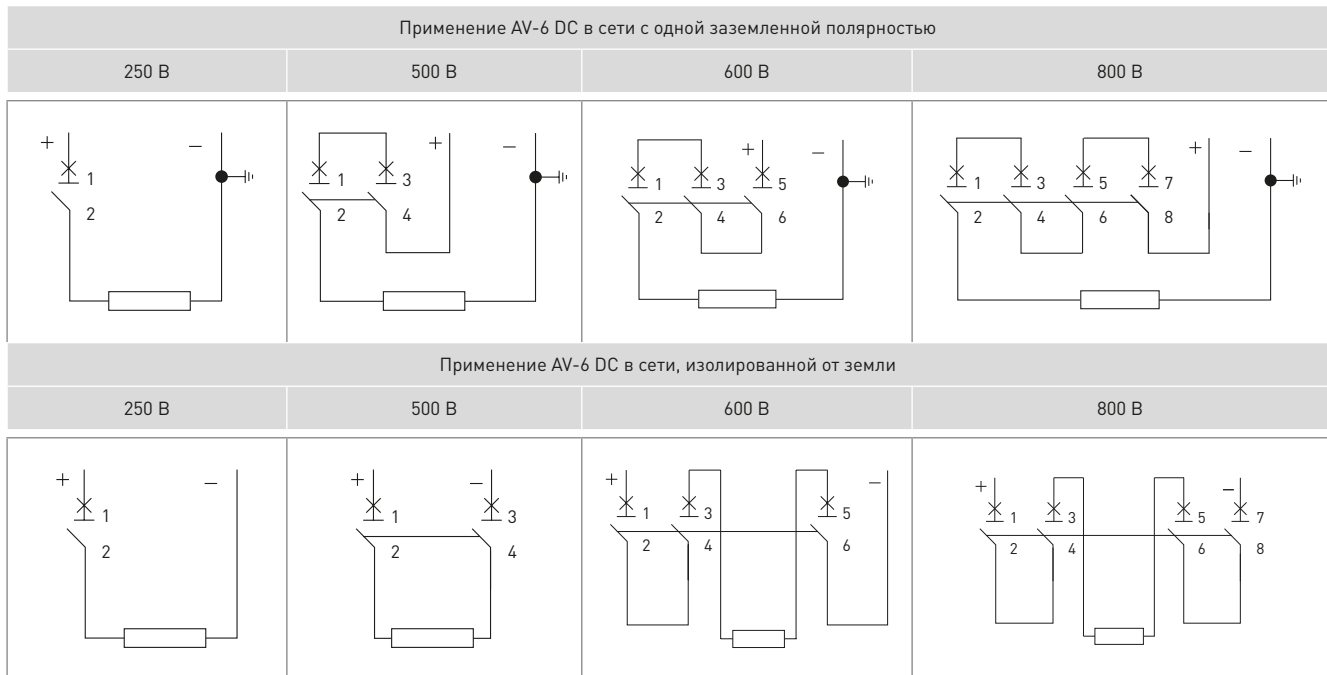 Применение AV-6 DC в сети с одной заземленной полярностью
250 В 500 В 600 В 800 В
+ − + − + − + −
1 1 3 1 3 5 1 3 5 7
2 2 4 2 4 6 2 4 6 8
Применение AV-6 DC в сети, изолированной от земли
250 В 500 В 600 В 800 В
+ − + − + − + −
1 1 3 1 3 5 1 3 5 7
2 2 4 2 4 6 2 4 6 8